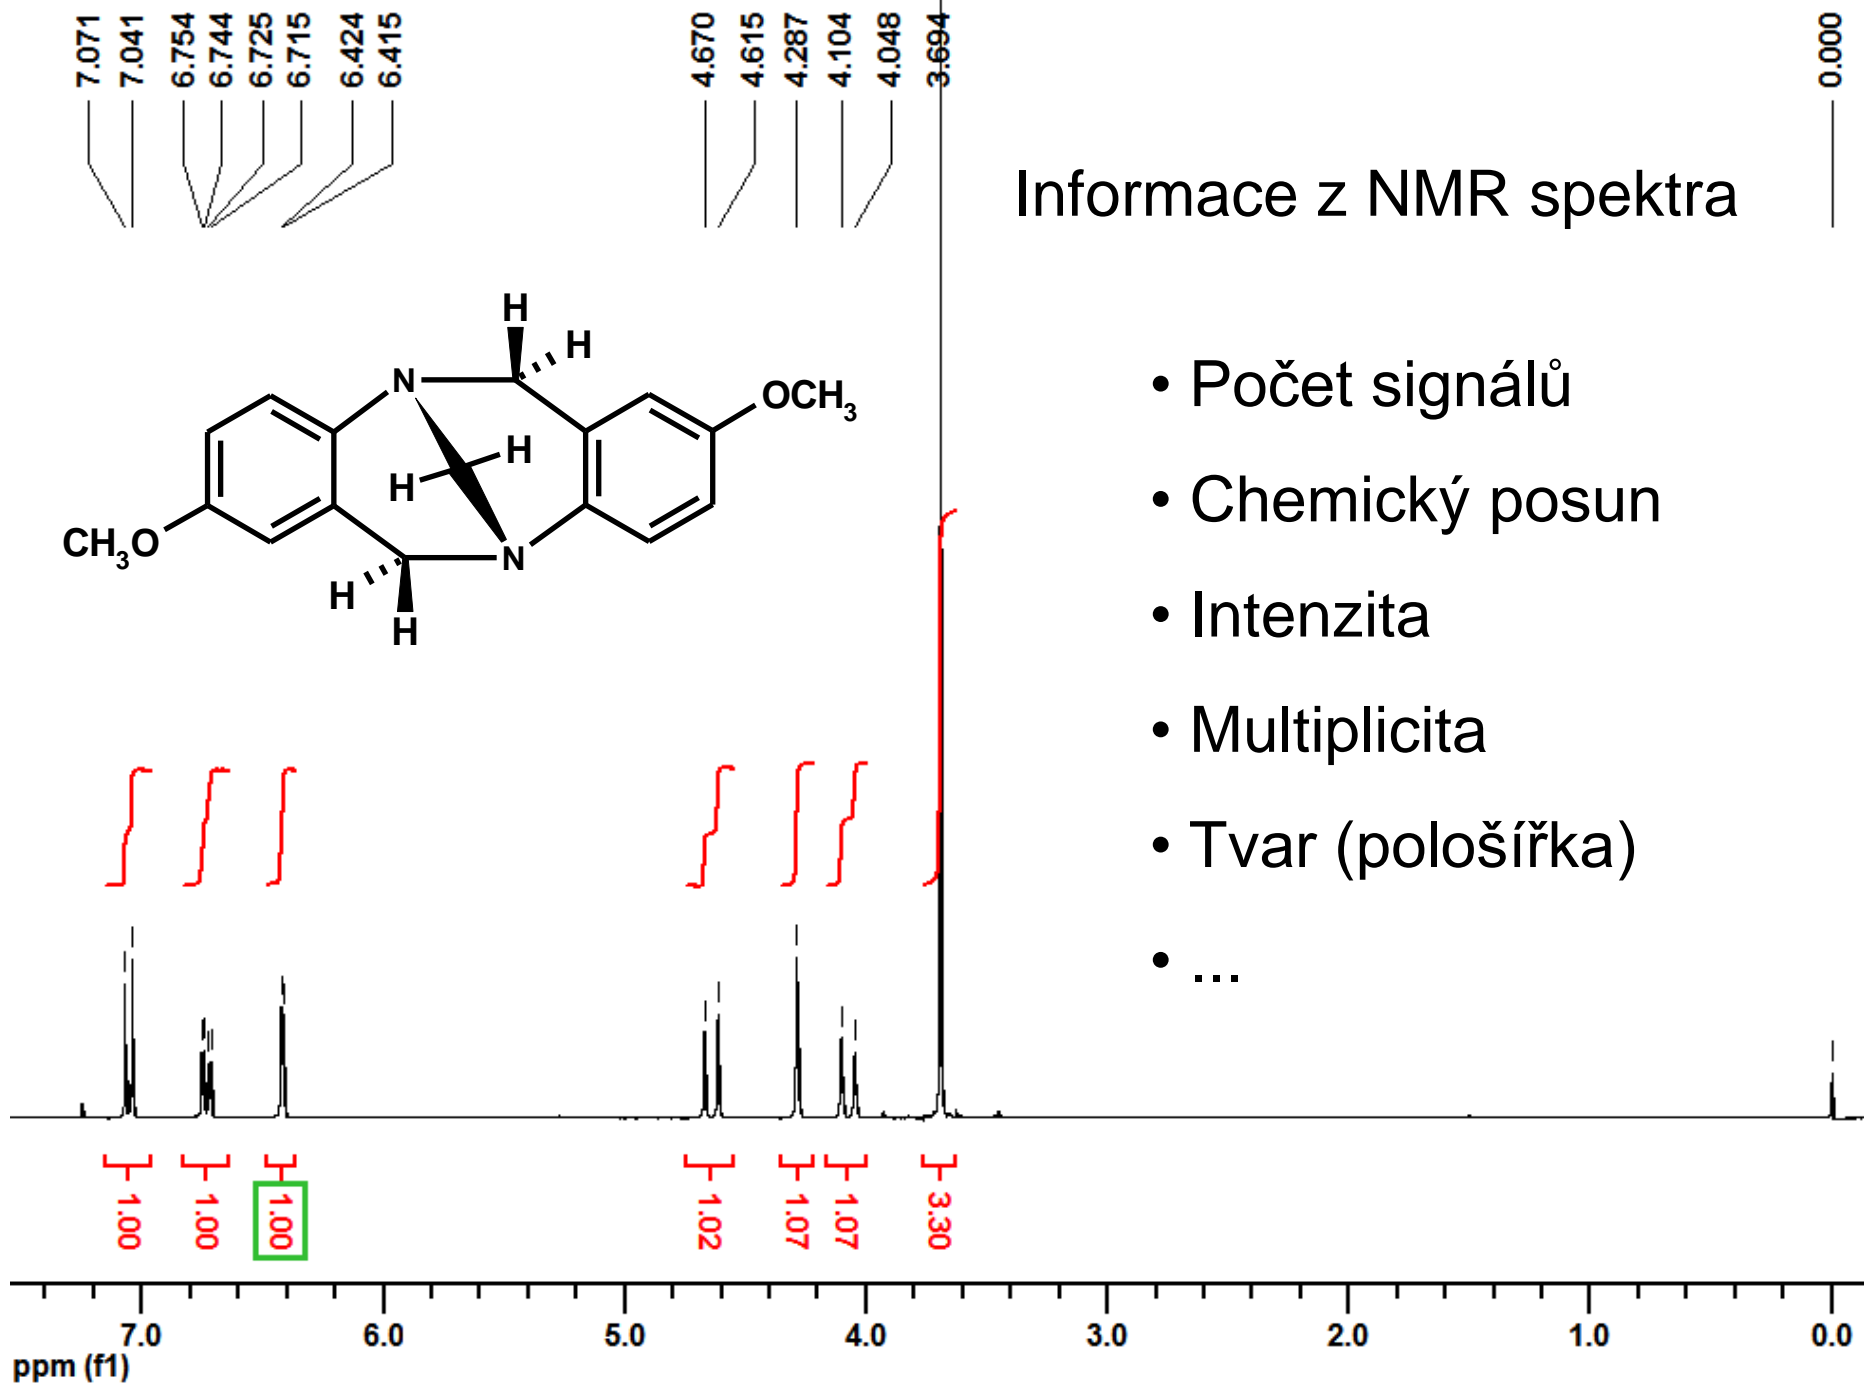 7.071 7.041 6.754 6.744 6.725 6.715 6.424 6.415 4.670 4.615 4.287 4.104 4.048 3.694 0.000
Informace z NMR spektra
• Počet signálů
• Chemický posun
• Intenzita
• Multiplicita
• Tvar (pološířka)
• ...
H
H
N
OCH₃
H
H
CH₃O
N
H
H
1.00 1.00 1.00 1.02 1.07 1.07 3.30
7.0 6.0 5.0 4.0 3.0 2.0 1.0 0.0
ppm (f1)